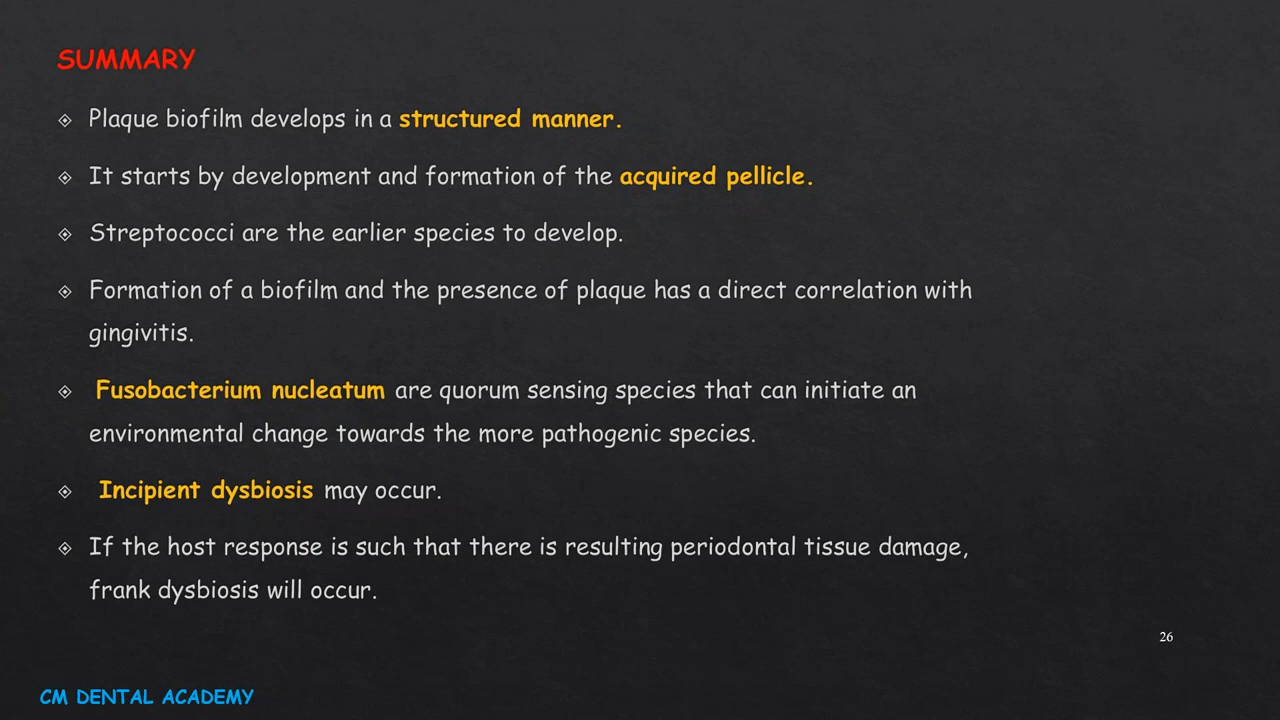 SUMMARY
Plaque biofilm develops in a structured manner.
It starts by development and formation of the acquired pellicle.
Streptococci are the earlier species to develop.
Formation of a biofilm and the presence of plaque has a direct correlation with
gingivitis.
Fusobacterium nucleatum are quorum sensing species that can initiate an
environmental change towards the more pathogenic species.
Incipient dysbiosis may occur.
If the host response is such that there is resulting periodontal tissue damage,
frank dysbiosis will occur.
26
CM DENTAL ACADEMY